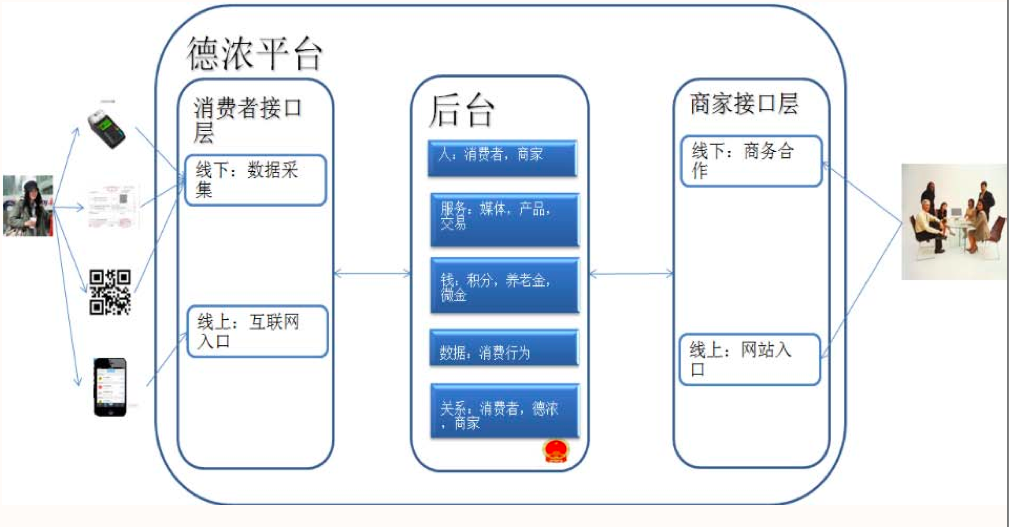 德浓平台
消费者接口
层
线下：数据采
集
线上：互联网
入口
后台
人：消费者，商家
服务：媒体，产品，
交易
钱：积分，养老金，
微金
数据：消费行为
关系：消费者，德浓
，商家
商家接口层
线下：商务合
作
线上：网站入
口